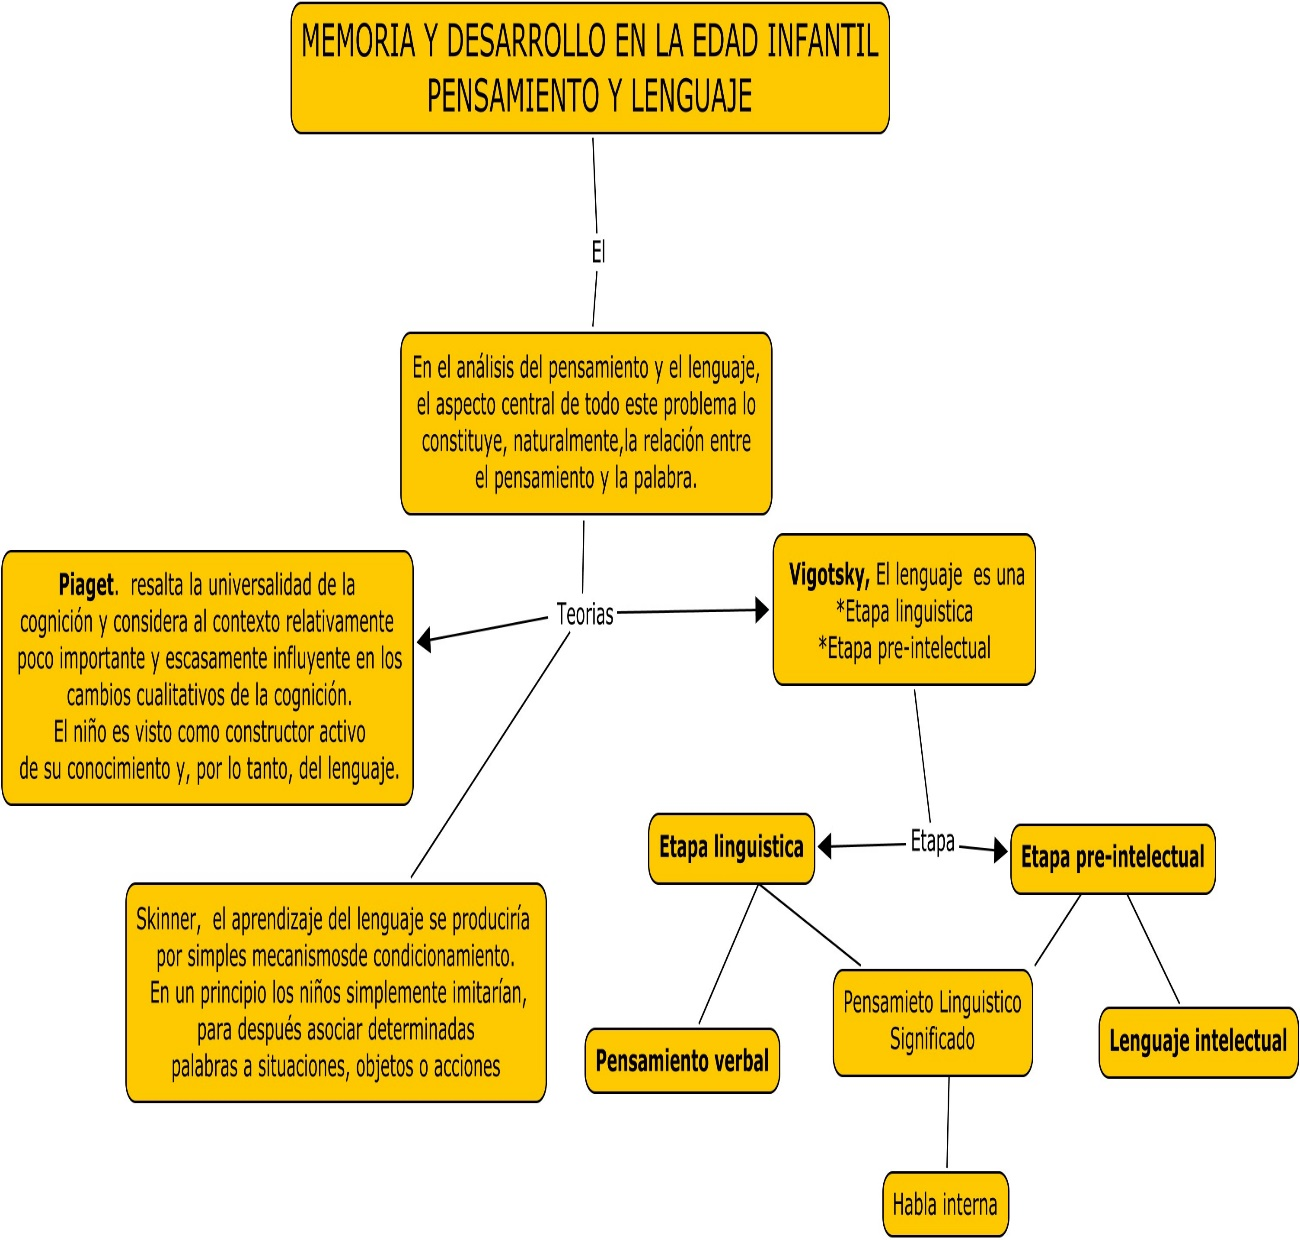 MEMORIA Y DESARROLLO EN LA EDAD INFANTIL
PENSAMIENTO Y LENGUAJE
El
En el análisis del pensamiento y el lenguaje,
el aspecto central de todo este problema lo
constituye, naturalmente,la relación entre
el pensamiento y la palabra.
Teorias
Piaget. resalta la universalidad de la
cognición y considera al contexto relativamente
poco importante y escasamente influyente en los
cambios cualitativos de la cognición.
El niño es visto como constructor activo
de su conocimiento y, por lo tanto, del lenguaje.
Vigotsky, El lenguaje es una
*Etapa linguistica
*Etapa pre-intelectual
Skinner, el aprendizaje del lenguaje se produciría
por simples mecanismosde condicionamiento.
En un principio los niños simplemente imitarían,
para después asociar determinadas
palabras a situaciones, objetos o acciones
Etapa
Etapa linguistica
Etapa pre-intelectual
Pensamiento verbal
Pensamieto Linguistico
Significado
Lenguaje intelectual
Habla interna